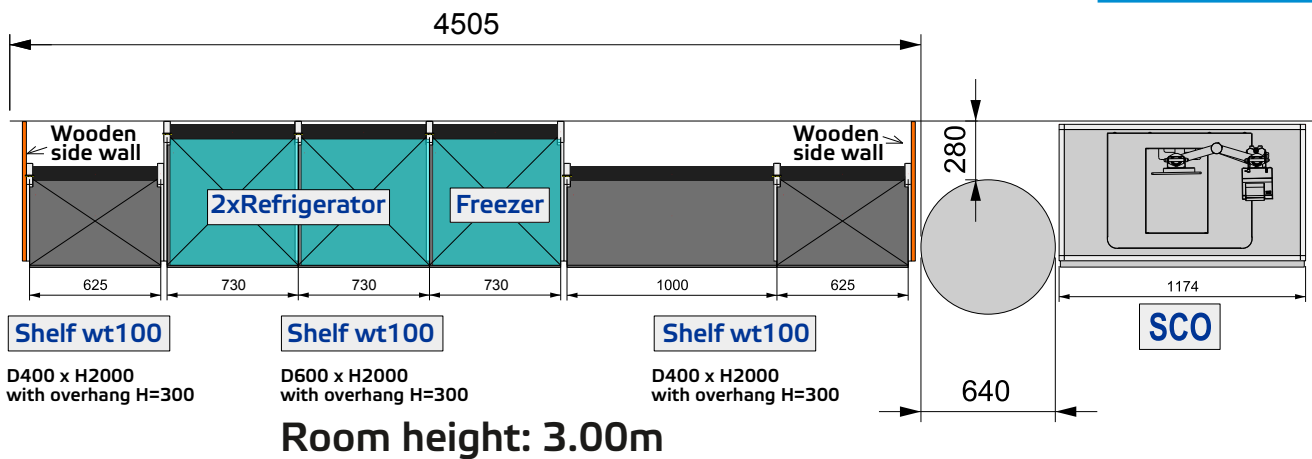 4505
Wooden
side wall
Wooden
side wall
280
2xRefrigerator
Freezer
625
730
730
730
1000
625
1174
Shelf wt100
Shelf wt100
Shelf wt100
SCO
D400 x H2000
with overhang H=300
D600 x H2000
with overhang H=300
D400 x H2000
with overhang H=300
640
Room height: 3.00m